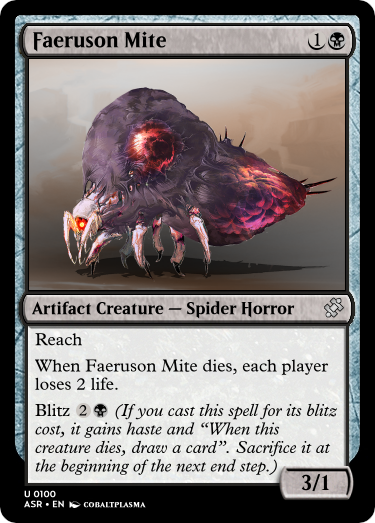 Faeruson Mite 1
Artifact Creature — Spider Horror
Reach
When Faeruson Mite dies, each player
loses 2 life.
Blitz 2 (If you cast this spell for its blitz
cost, it gains haste and “When this
creature dies, draw a card”. Sacrifice it at
the beginning of the next end step.)
3/1
U 0100
ASR • EN COBALTPLASMA